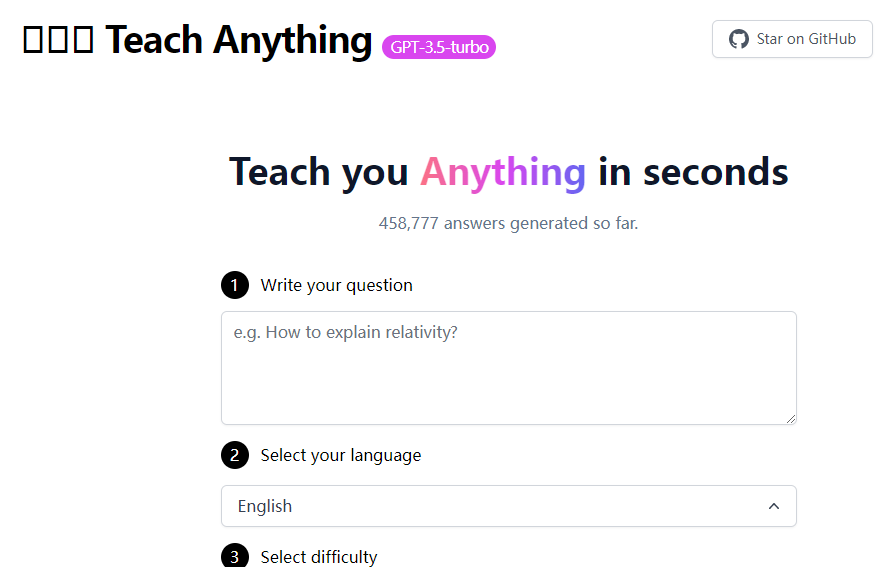 Teach Anything GPT-3.5-turbo
Star on GitHub
Teach you Anything in seconds
458,777 answers generated so far.
1 Write your question
e.g. How to explain relativity?
2 Select your language
English
3 Select difficulty